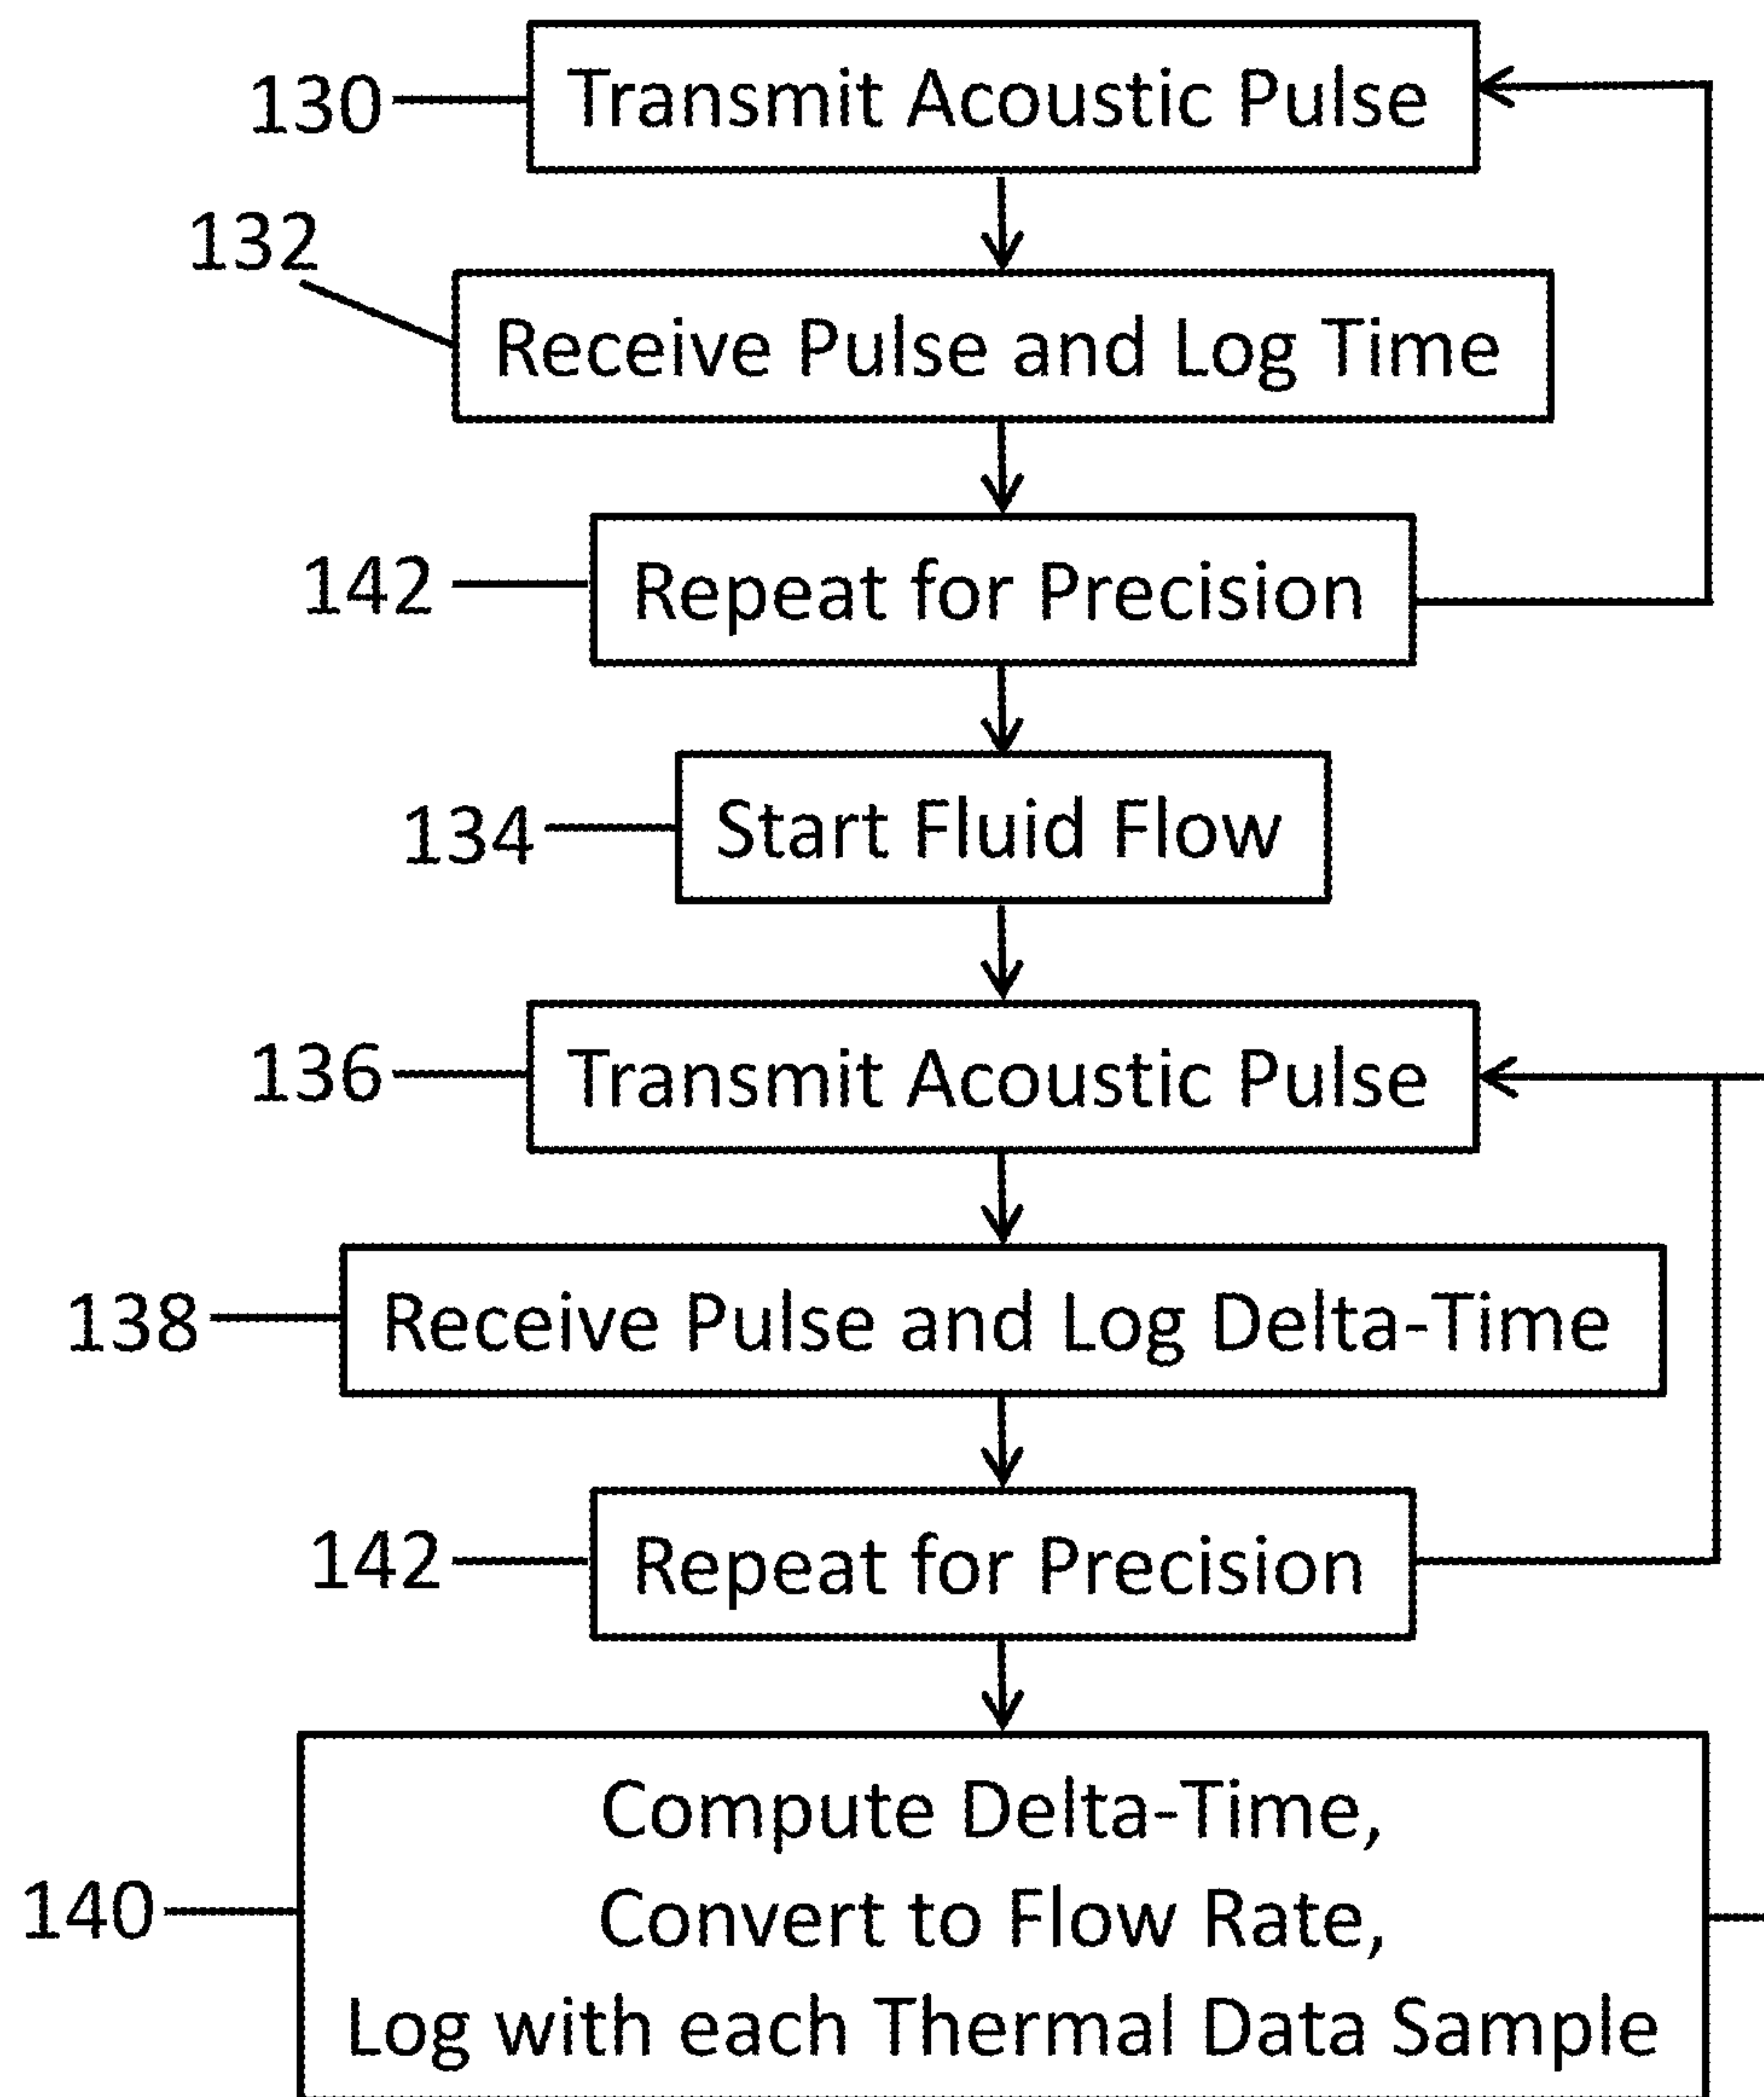 130
Transmit Acoustic Pulse
132
Receive Pulse and Log Time
142
Repeat for Precision
134
Start Fluid Flow
136
Transmit Acoustic Pulse
138
Receive Pulse and Log Delta-Time
142
Repeat for Precision
140
Compute Delta-Time,
Convert to Flow Rate,
Log with each Thermal Data Sample